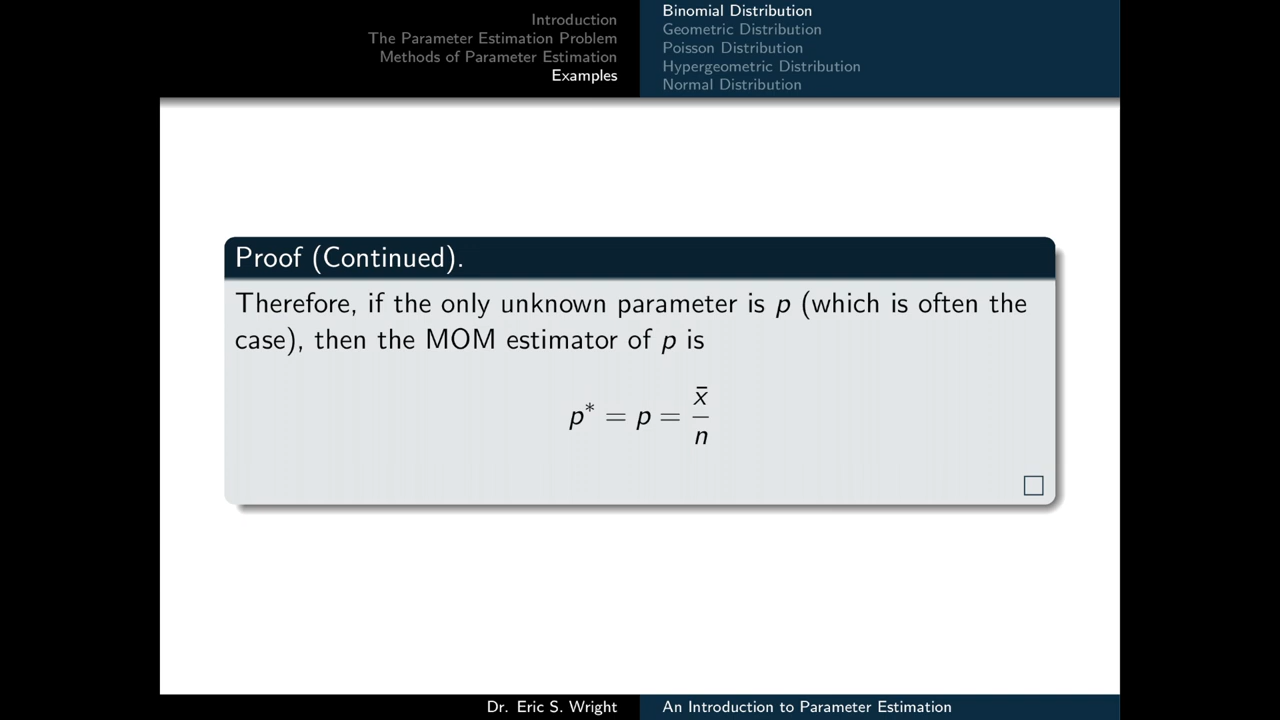 Introduction
The Parameter Estimation Problem
Methods of Parameter Estimation
Examples
Binomial Distribution
Geometric Distribution
Poisson Distribution
Hypergeometric Distribution
Normal Distribution
Proof (Continued).
Therefore, if the only unknown parameter is p (which is often the
case), then the MOM estimator of p is
p* = p = x̄/n
□
Dr. Eric S. Wright
An Introduction to Parameter Estimation